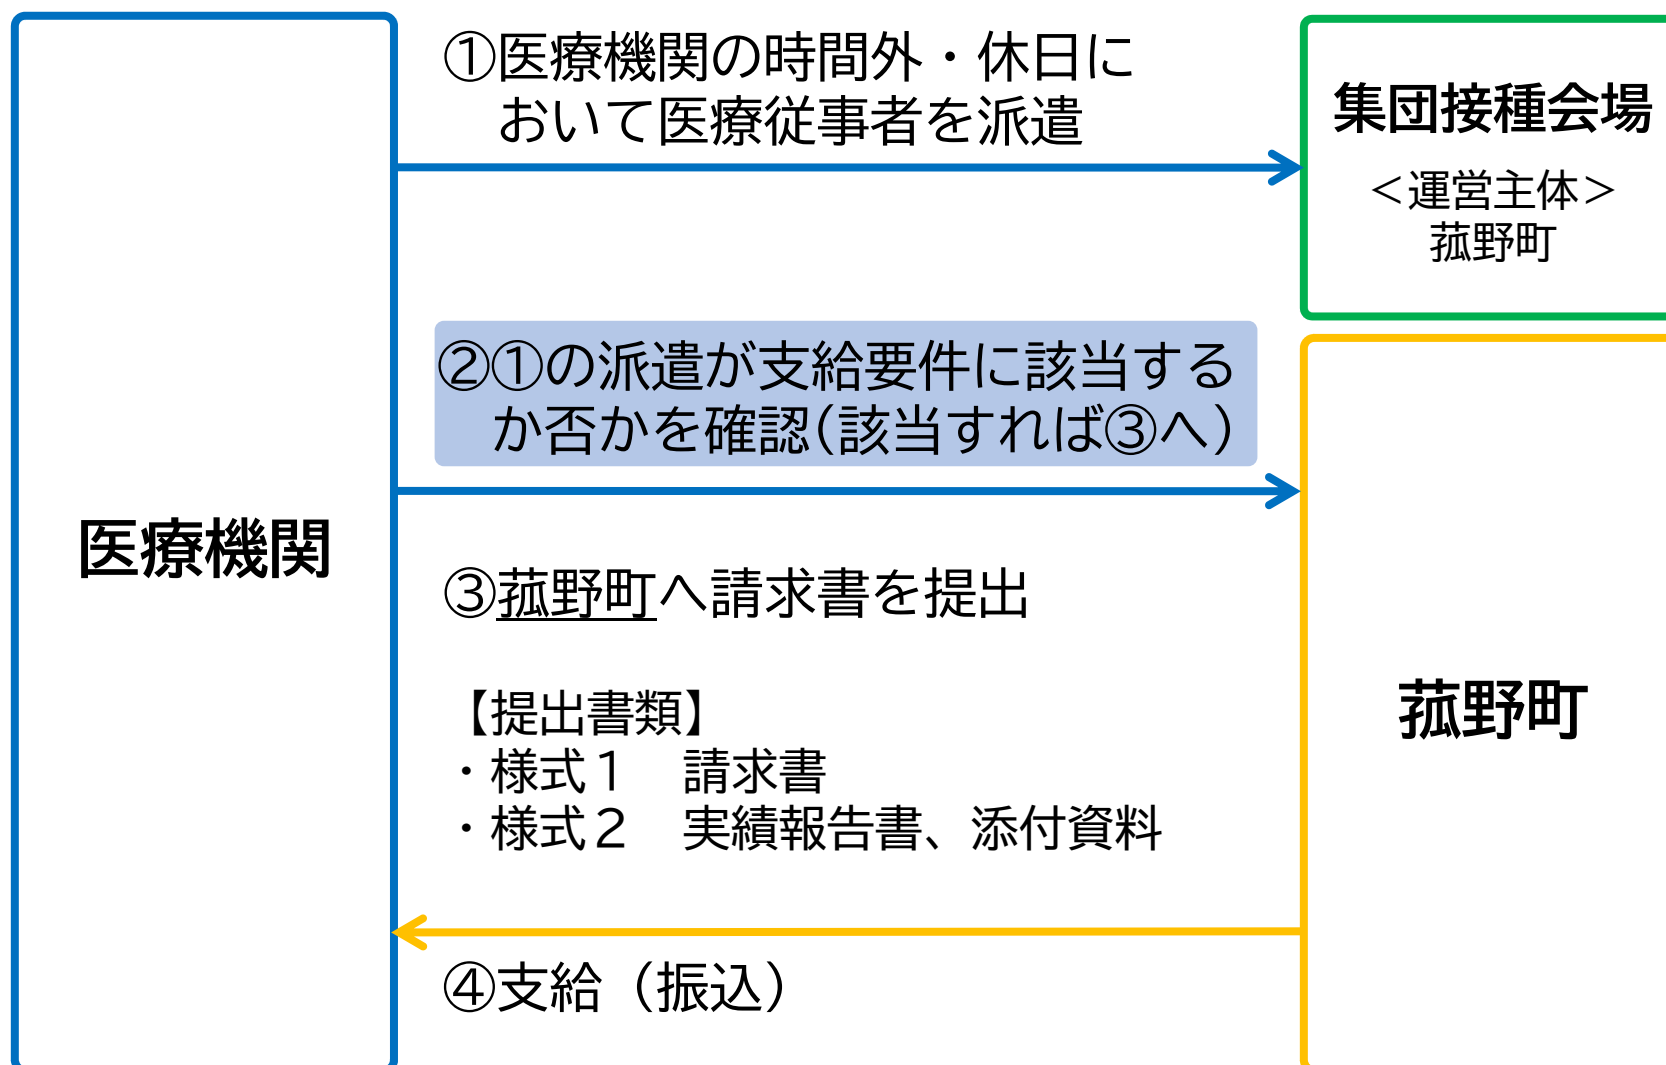 ①医療機関の時間外・休日に
おいて医療従事者を派遣
集団接種会場
＜運営主体＞
菰野町
②①の派遣が支給要件に該当する
か否かを確認（該当すれば③へ）
医療機関
③菰野町へ請求書を提出
【提出書類】
・様式１　請求書
・様式２　実績報告書、添付資料
菰野町
④支給（振込）